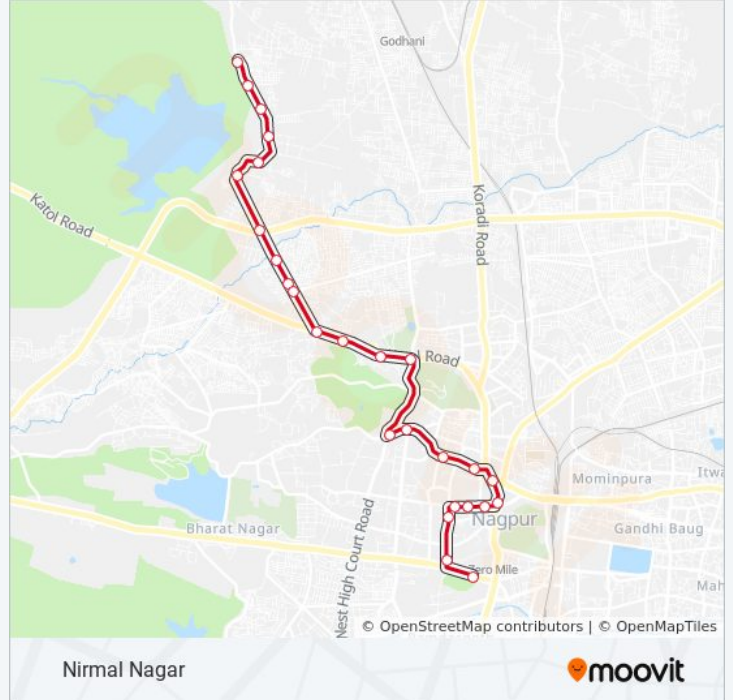 Godhani
Katol Road
Koradi Road
l Road
Mominpura
Itwa
Nagpur
Bharat Nagar
Gandhi Baug
Nest High Court Road
Zero Mile
Mah
© OpenStreetMap contributors | © OpenMapTiles
Nirmal Nagar
moovit